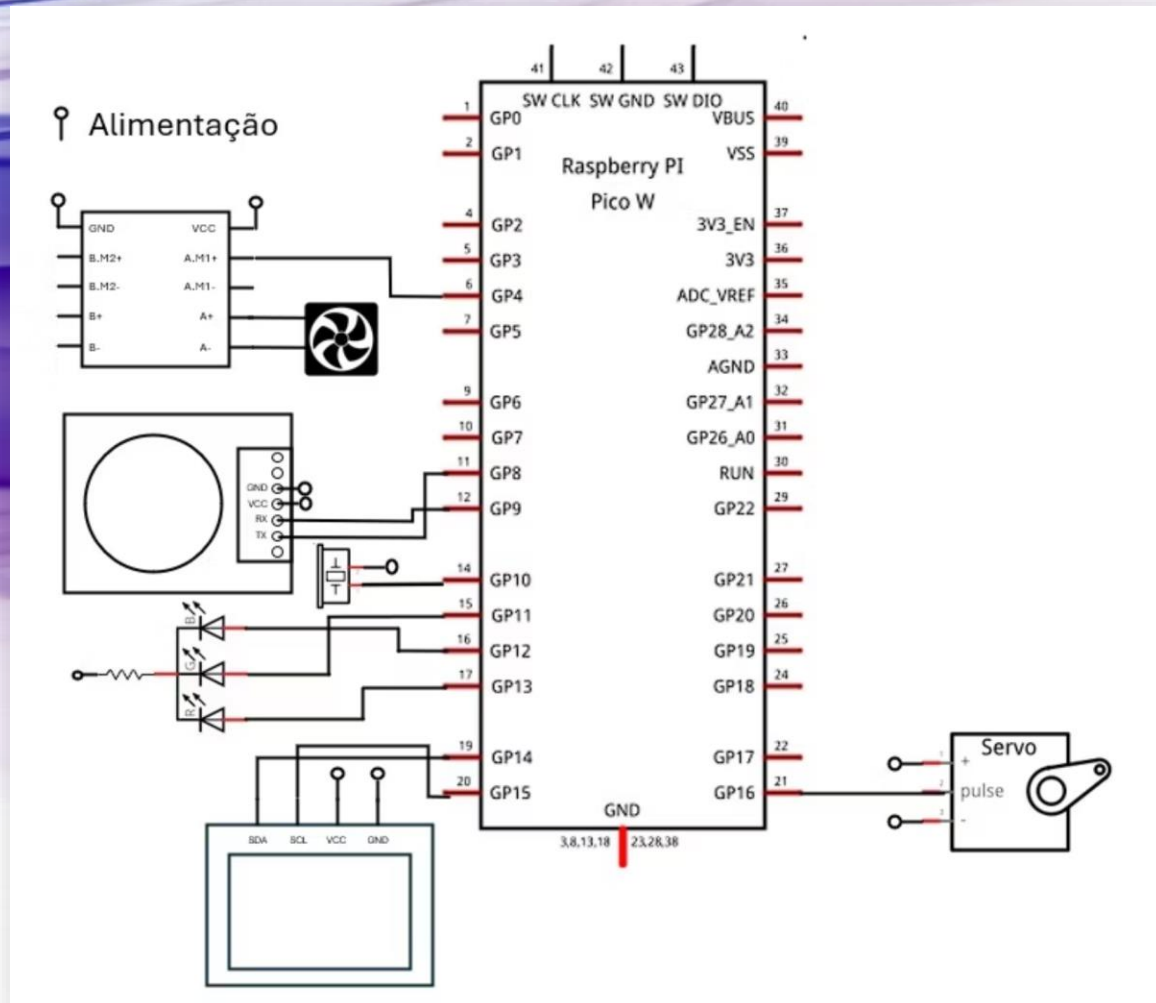 41 42 43
SW CLK SW GND SW DIO
Alimentação
Raspberry PI
Pico W
1 GP0
2 GP1
4 GP2
5 GP3
6 GP4
7 GP5
9 GP6
10 GP7
11 GP8
12 GP9
14 GP10
15 GP11
16 GP12
17 GP13
19 GP14
20 GP15
VBUS 40
VSS 39
3V3_EN 37
3V3 36
ADC_VREF 35
GP28_A2 34
AGND 33
GP27_A1 32
GP26_A0 31
RUN 30
GP22 29
GP21 27
GP20 26
GP19 25
GP18 24
GP17 22
GP16 21
GND
3,8,13,18 23,28,38
GND VCC
B.M2+ A.M1+
B.M2- A.M1-
B+ A+
B- A-
GND
VCC
RX
TX
B
G
R
SDA SCL VCC GND
Servo
1 +
2 pulse
3 -